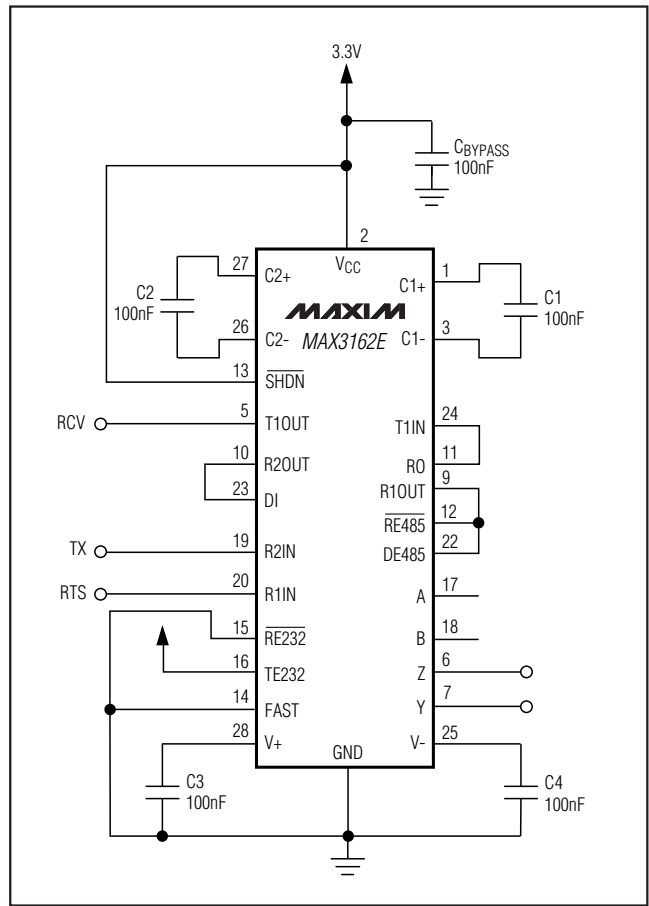 3.3V
CBYPASS
100nF
2
VCC
27
C2+
C1+
1
C2
100nF
MAXIM
C1
100nF
26
C2-
MAX3162E
C1-
3
13
SHDN
RCV
5
T1OUT
T1IN
24
10
R2OUT
RO
11
R1OUT
9
23
DI
RE485
12
DE485
22
TX
19
R2IN
RTS
20
R1IN
A
17
15
RE232
B
18
16
TE232
Z
6
14
FAST
Y
7
28
V+
GND
V-
25
C3
100nF
C4
100nF